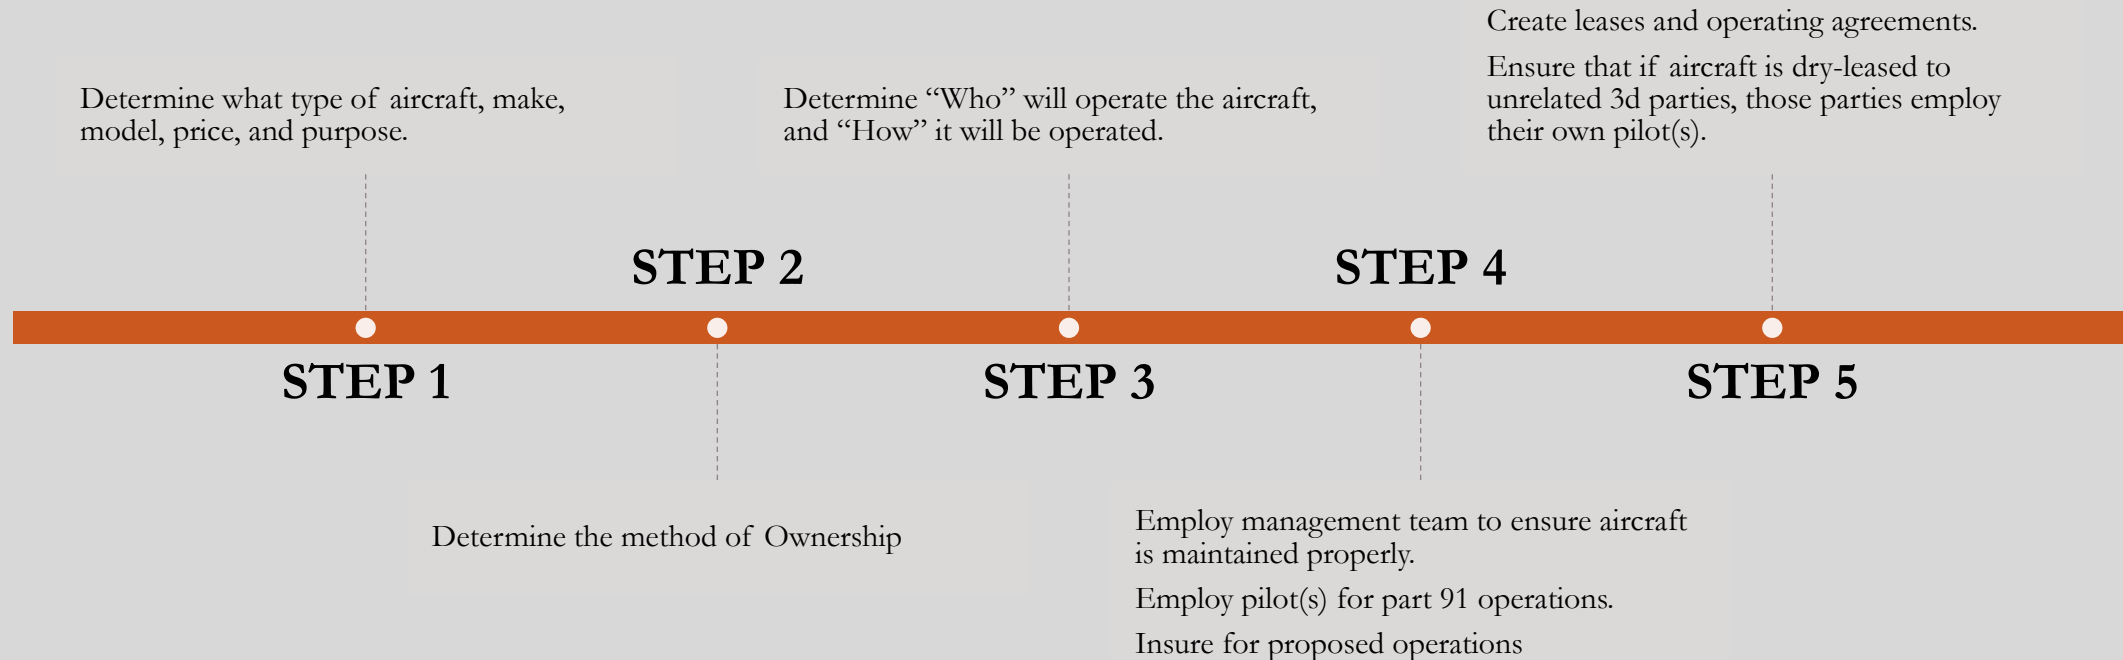 Determine what type of aircraft, make,
model, price, and purpose.
STEP 1
STEP 2
Determine the method of Ownership
Determine “Who” will operate the aircraft,
and “How” it will be operated.
STEP 3
STEP 4
Employ management team to ensure aircraft
is maintained properly.
Employ pilot(s) for part 91 operations.
Insure for proposed operations
Create leases and operating agreements.
Ensure that if aircraft is dry-leased to
unrelated 3d parties, those parties employ
their own pilot(s).
STEP 5